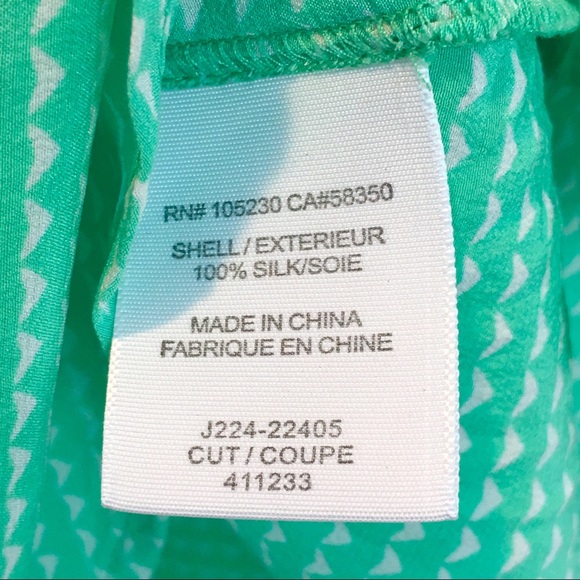 RN# 105230 CA#58350
SHELL/EXTERIEUR
100% SILK/SOIE
MADE IN CHINA
FABRIQUE EN CHINE
J224-22405
CUT/COUPE
411233